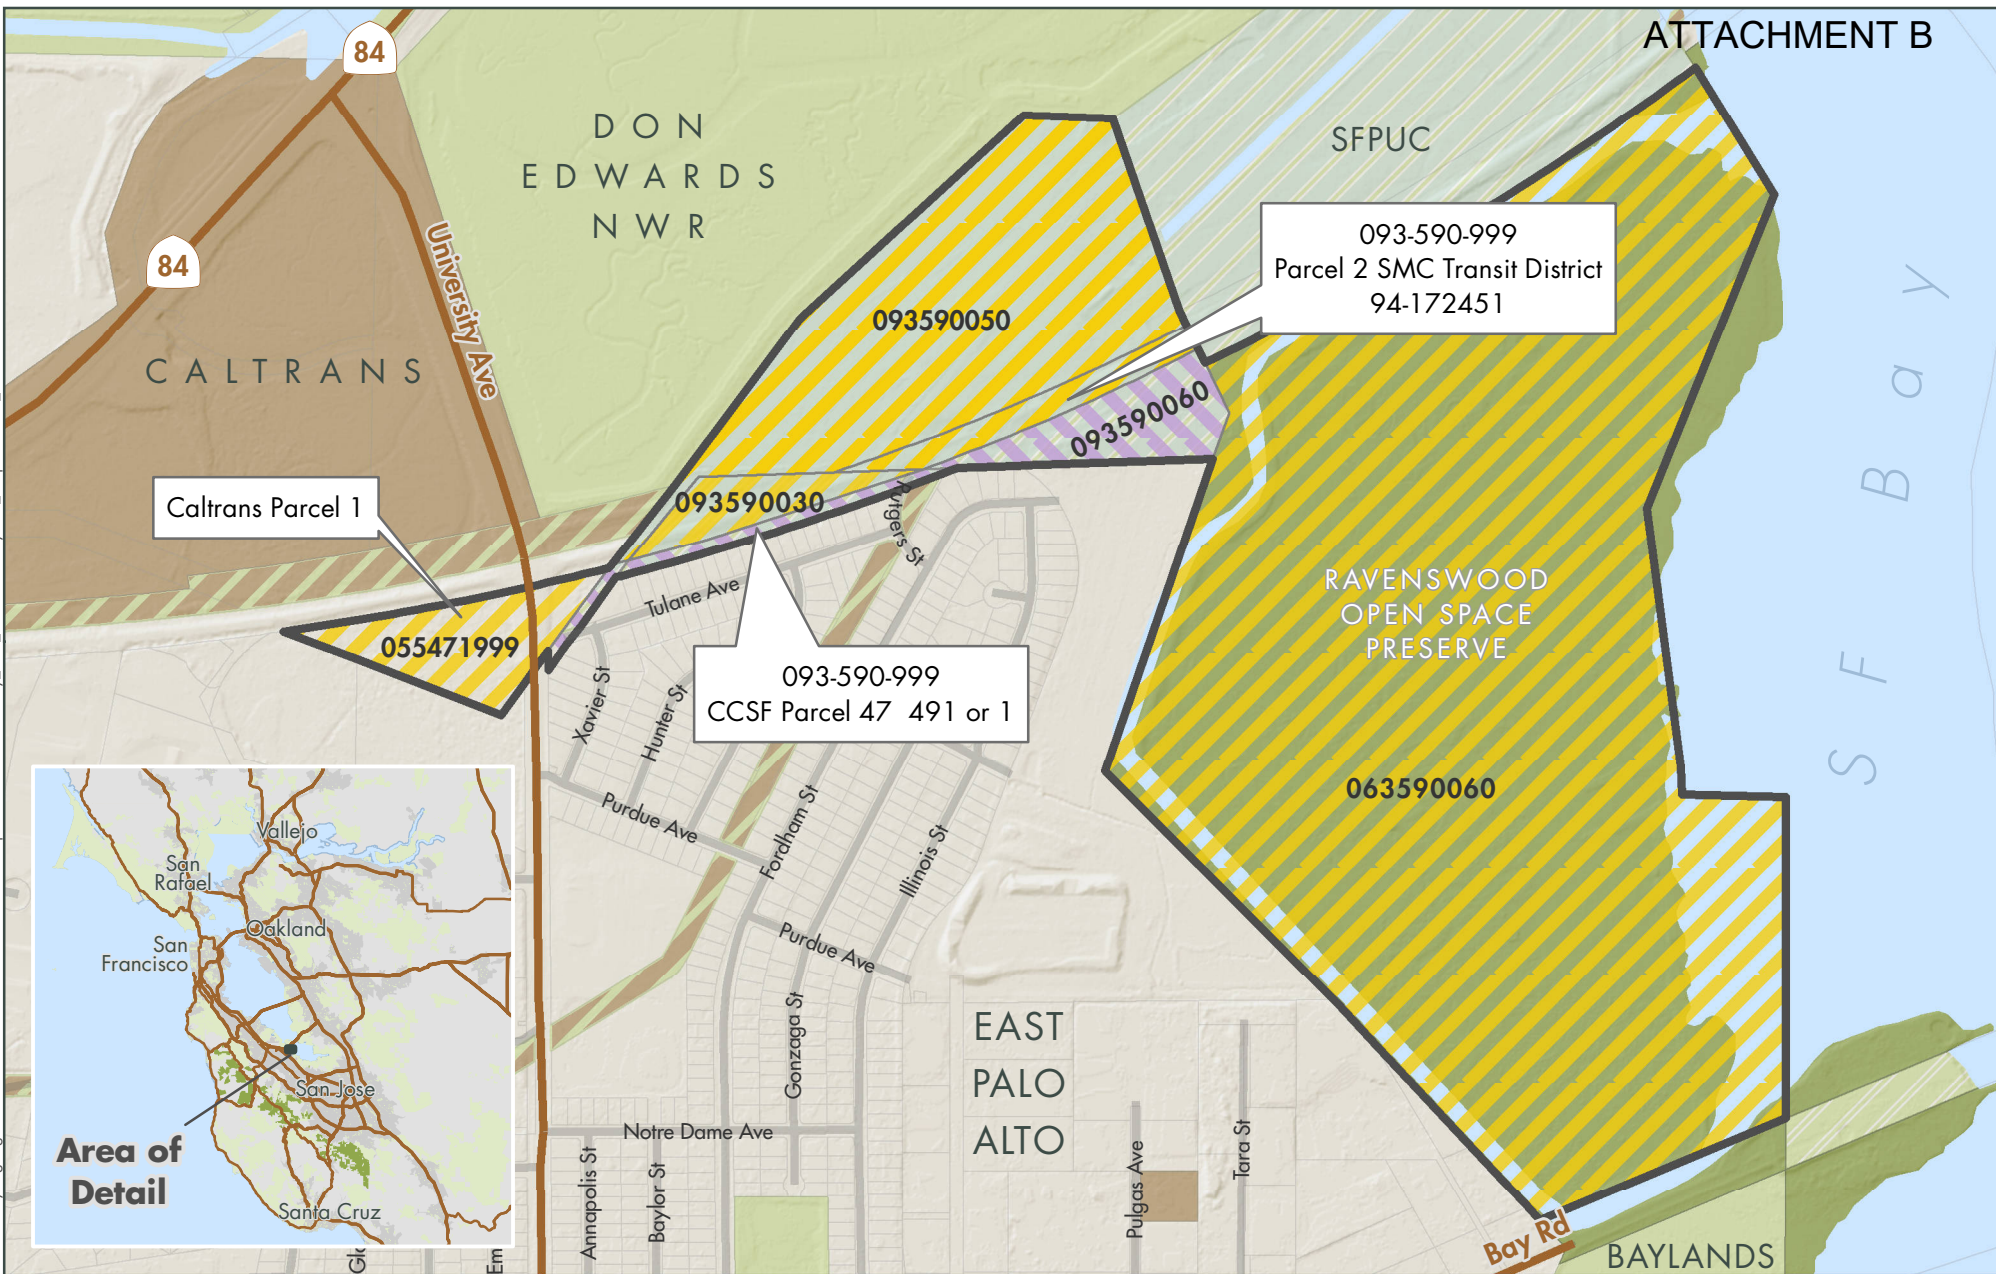 ATTACHMENT B
84
84
DON
EDWARDS
NWR
SFPUC
University Ave
CALTRANS
093-590-999
Parcel 2 SMC Transit District
94-172451
093590050
093590060
093590030
Caltrans Parcel 1
055471999
Rutgers St
Tulane Ave
093-590-999
CCSF Parcel 47  491 or 1
Xavier St
Hunter St
Purdue Ave
Fordham St
Illinois St
Purdue Ave
Gonzaga St
RAVENSWOOD
OPEN SPACE
PRESERVE
063590060
SF Bay
EAST
PALO
ALTO
Notre Dame Ave
Annapolis St
Baylor St
Pulgas Ave
Tara St
Bay Rd
BAYLANDS
Vallejo
San
Rafael
Oakland
San
Francisco
San Jose
Santa Cruz
Area of
Detail